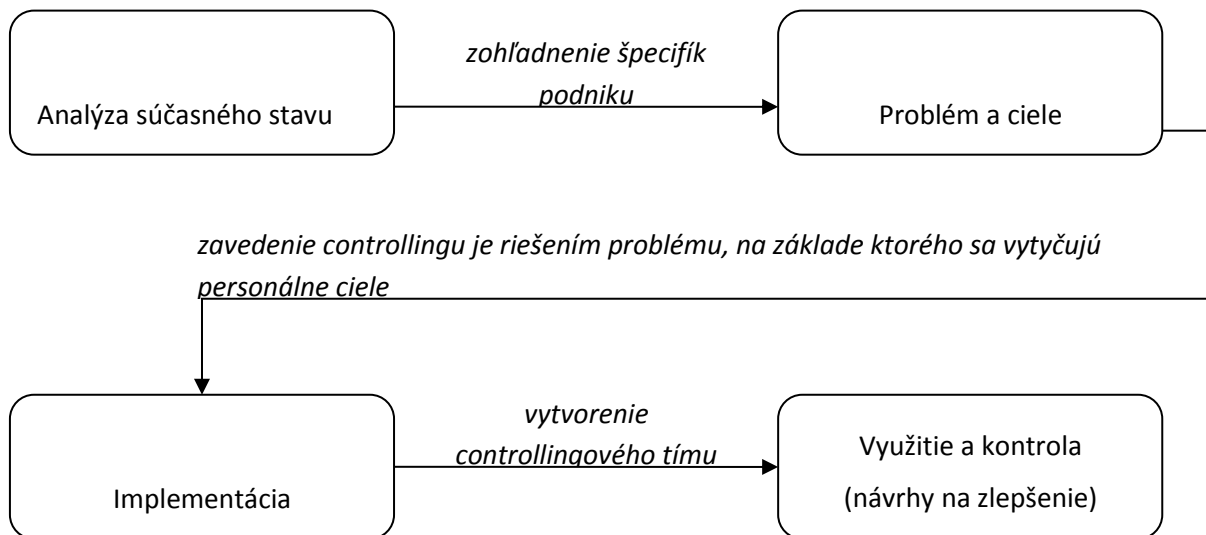 zohľadnenie špecifík
podniku
Analýza súčasného stavu
Problém a ciele
zavedenie controllingu je riešením problému, na základe ktorého sa vytyčujú
personálne ciele
vytvorenie
controllingového tímu
Implementácia
Využitie a kontrola
(návrhy na zlepšenie)